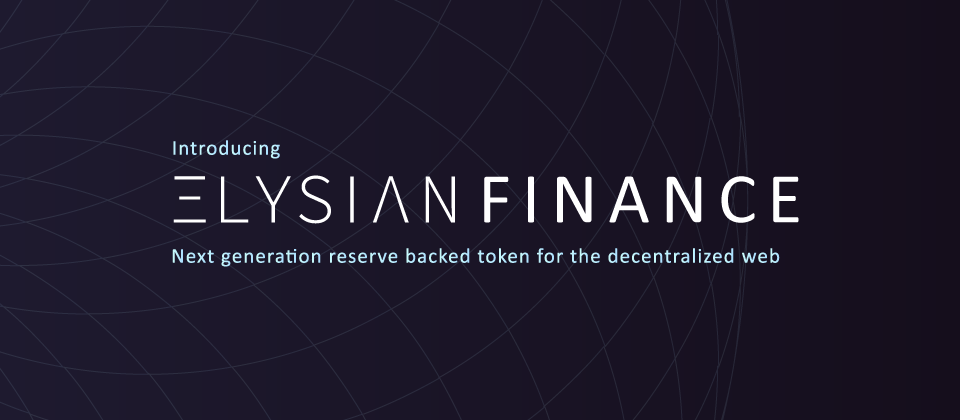 Introducing
ELYSIAN FINANCE
Next generation reserve backed token for the decentralized web